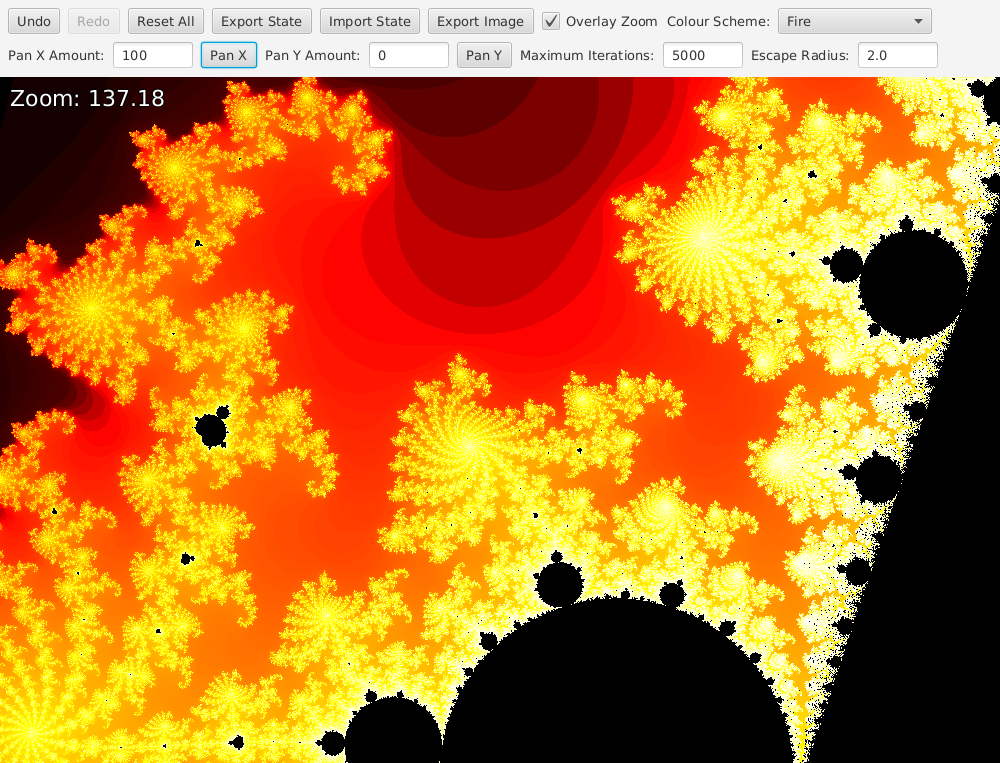 Undo Redo Reset All Export State Import State Export Image Overlay Zoom Colour Scheme: Fire
Pan X Amount: 100 Pan X Pan Y Amount: 0 Pan Y Maximum Iterations: 5000 Escape Radius: 2.0
Zoom: 137.18